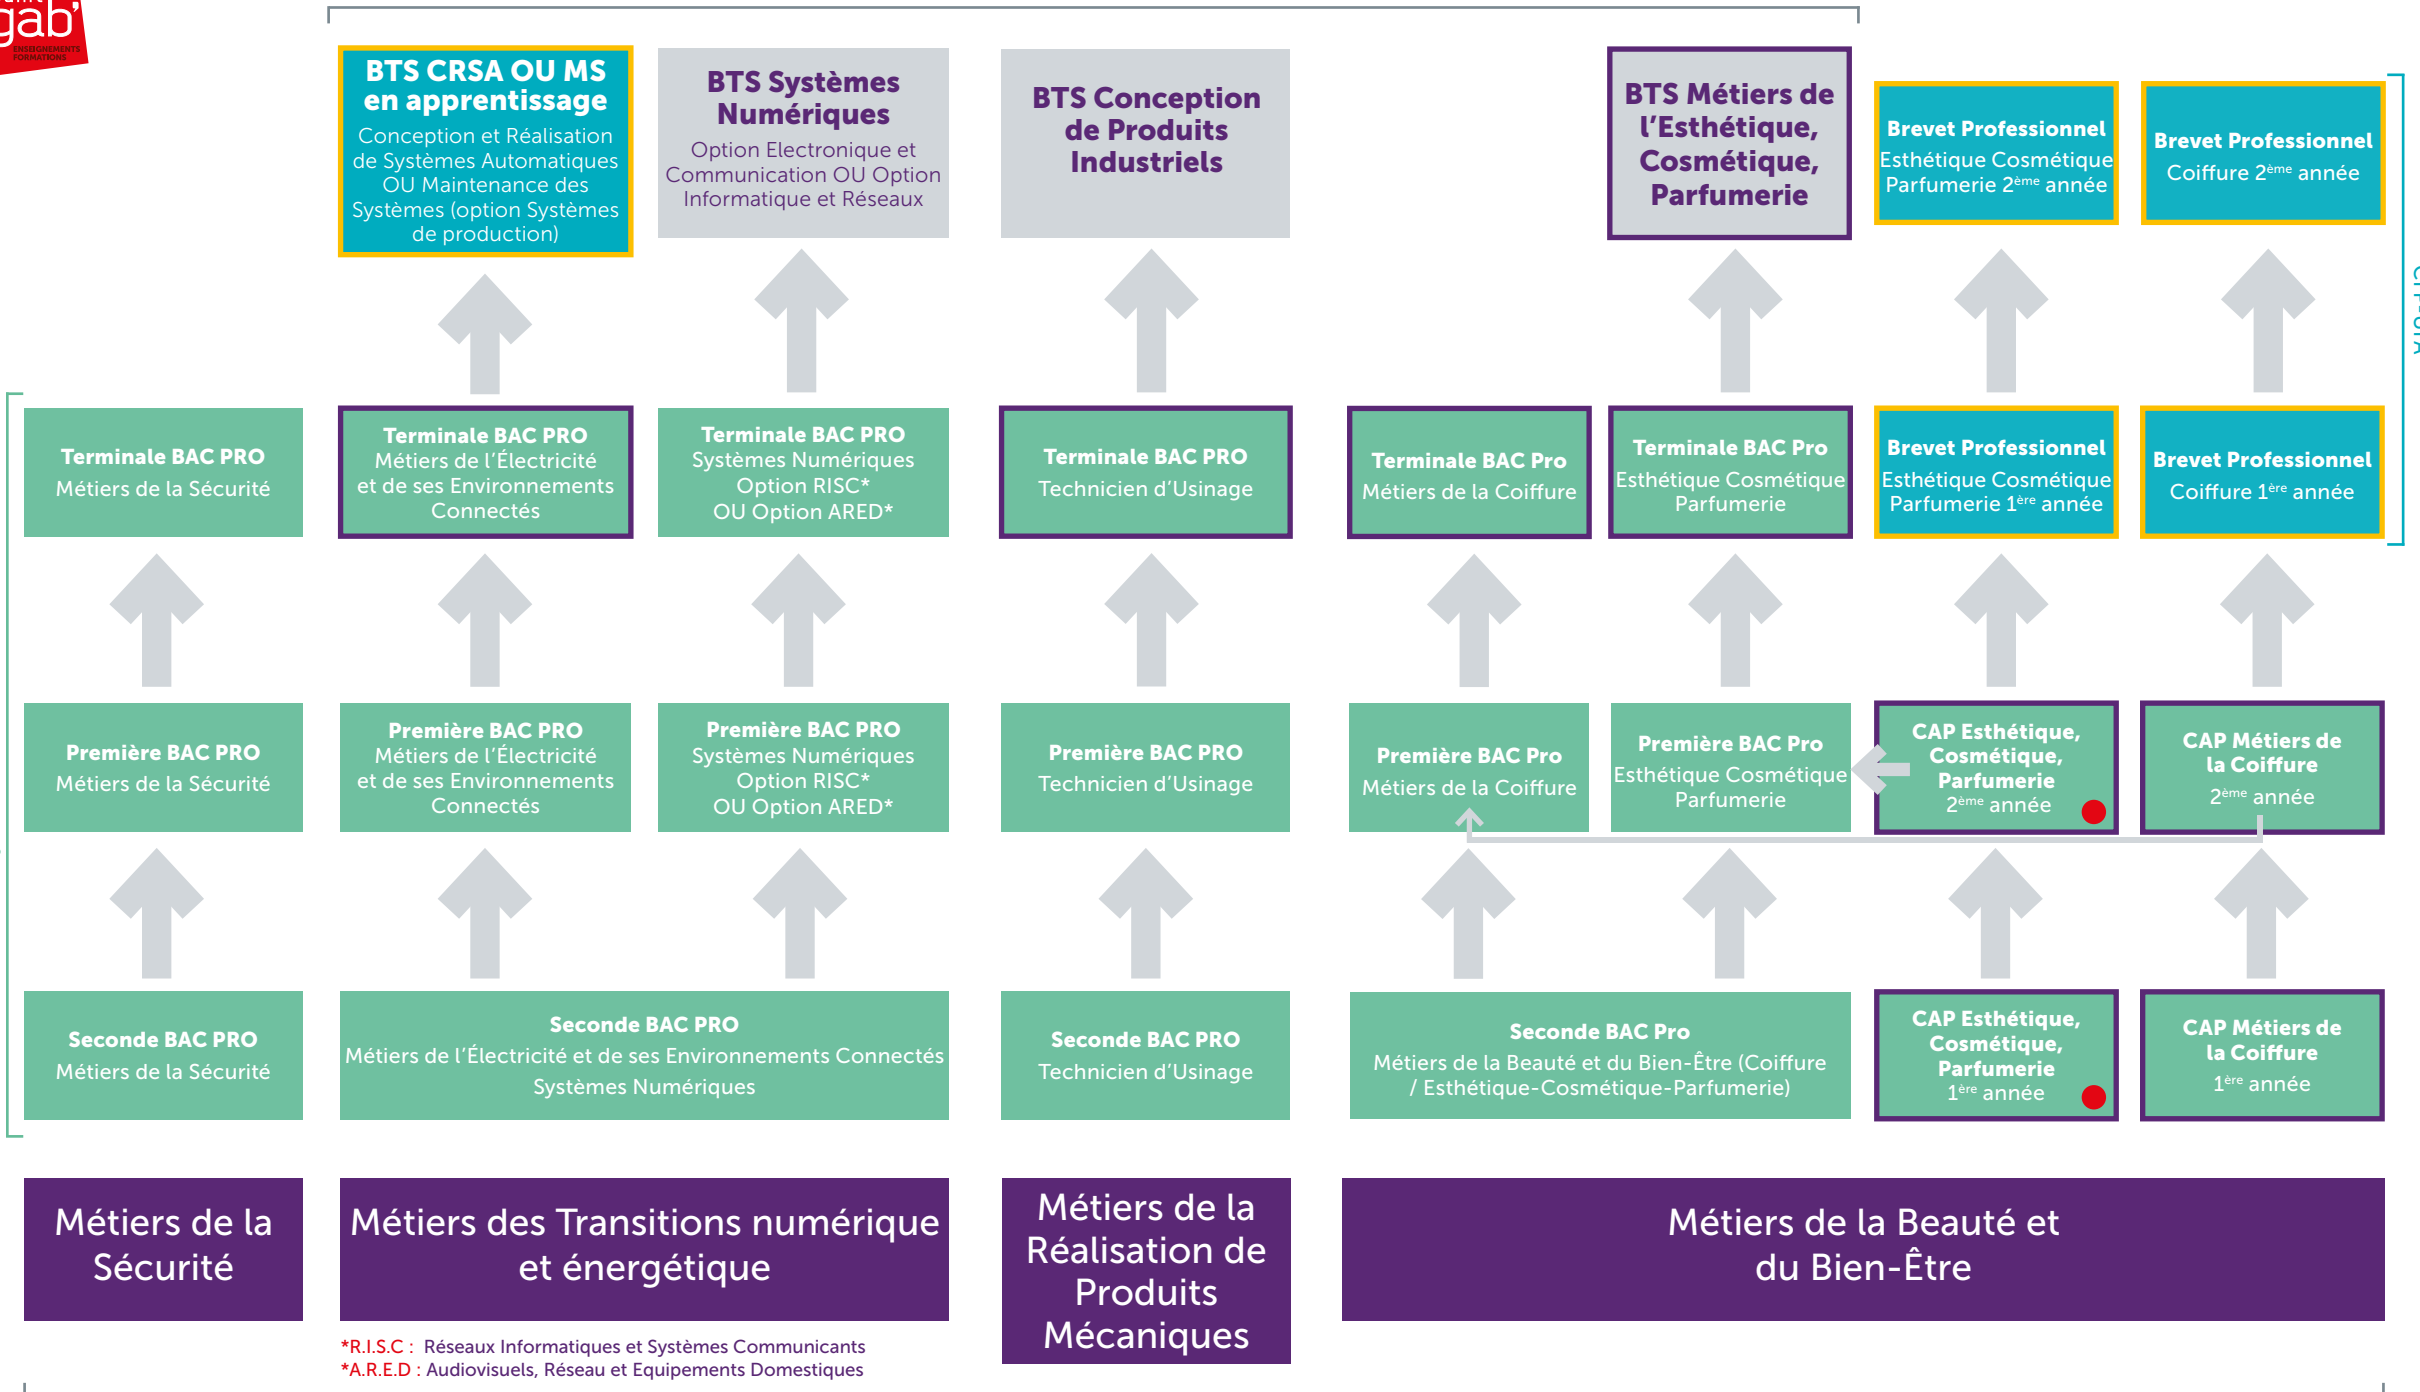 gab'
ENSEIGNEMENTS
FORMATIONS
BTS CRSA OU MS
en apprentissage
Conception et Réalisation
de Systèmes Automatiques
OU Maintenance des
Systèmes (option Systèmes
de production)
BTS Systèmes
Numériques
Option Electronique et
Communication OU Option
Informatique et Réseaux
BTS Conception
de Produits
Industriels
BTS Métiers de
l'Esthétique,
Cosmétique,
Parfumerie
Brevet Professionnel
Esthétique Cosmétique
Parfumerie 2ème année
Brevet Professionnel
Coiffure 2ème année
Terminale BAC PRO
Métiers de la Sécurité
Terminale BAC PRO
Métiers de l'Électricité
et de ses Environnements
Connectés
Terminale BAC PRO
Systèmes Numériques
Option RISC*
OU Option ARED*
Terminale BAC PRO
Technicien d'Usinage
Terminale BAC Pro
Métiers de la Coiffure
Terminale BAC Pro
Esthétique Cosmétique
Parfumerie
Brevet Professionnel
Esthétique Cosmétique
Parfumerie 1ère année
Brevet Professionnel
Coiffure 1ère année
Première BAC PRO
Métiers de la Sécurité
Première BAC PRO
Métiers de l'Électricité
et de ses Environnements
Connectés
Première BAC PRO
Systèmes Numériques
Option RISC*
OU Option ARED*
Première BAC PRO
Technicien d'Usinage
Première BAC Pro
Métiers de la Coiffure
Première BAC Pro
Esthétique Cosmétique
Parfumerie
CAP Esthétique,
Cosmétique,
Parfumerie
2ème année
CAP Métiers de
la Coiffure
2ème année
Seconde BAC PRO
Métiers de la Sécurité
Seconde BAC PRO
Métiers de l'Électricité et de ses Environnements Connectés
Systèmes Numériques
Seconde BAC PRO
Technicien d'Usinage
Seconde BAC Pro
Métiers de la Beauté et du Bien-Être (Coiffure
/ Esthétique-Cosmétique-Parfumerie)
CAP Esthétique,
Cosmétique,
Parfumerie
1ère année
CAP Métiers de
la Coiffure
1ère année
Métiers de la
Sécurité
Métiers des Transitions numérique
et énergétique
Métiers de la
Réalisation de
Produits
Mécaniques
Métiers de la Beauté et
du Bien-Être
*R.I.S.C : Réseaux Informatiques et Systèmes Communicants
*A.R.E.D : Audiovisuels, Réseau et Equipements Domestiques